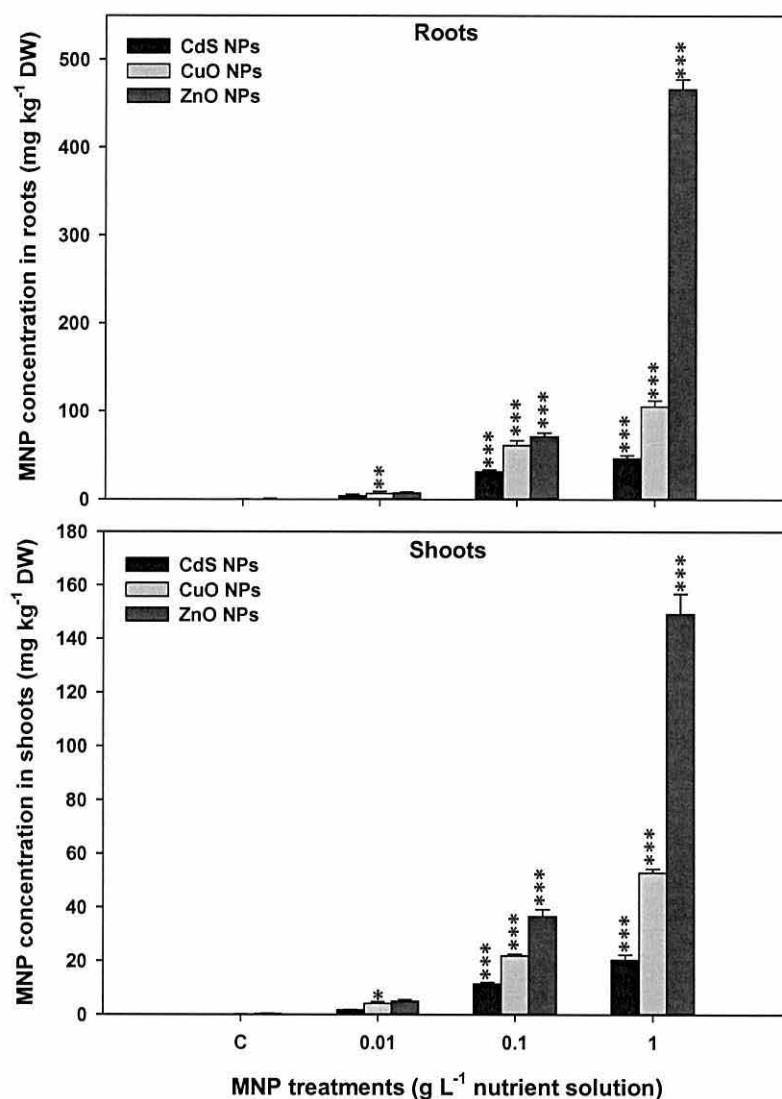 Roots
CdS NPs
CuO NPs
ZnO NPs
MNP concentration in roots (mg kg⁻¹ DW)
500
400
300
200
100
0
**
***
***
***
***
***
***
Shoots
CdS NPs
CuO NPs
ZnO NPs
MNP concentration in shoots (mg kg⁻¹ DW)
180
160
140
120
100
80
60
40
20
0
*
***
***
***
***
***
***
C 0.01 0.1 1
MNP treatments (g L⁻¹ nutrient solution)